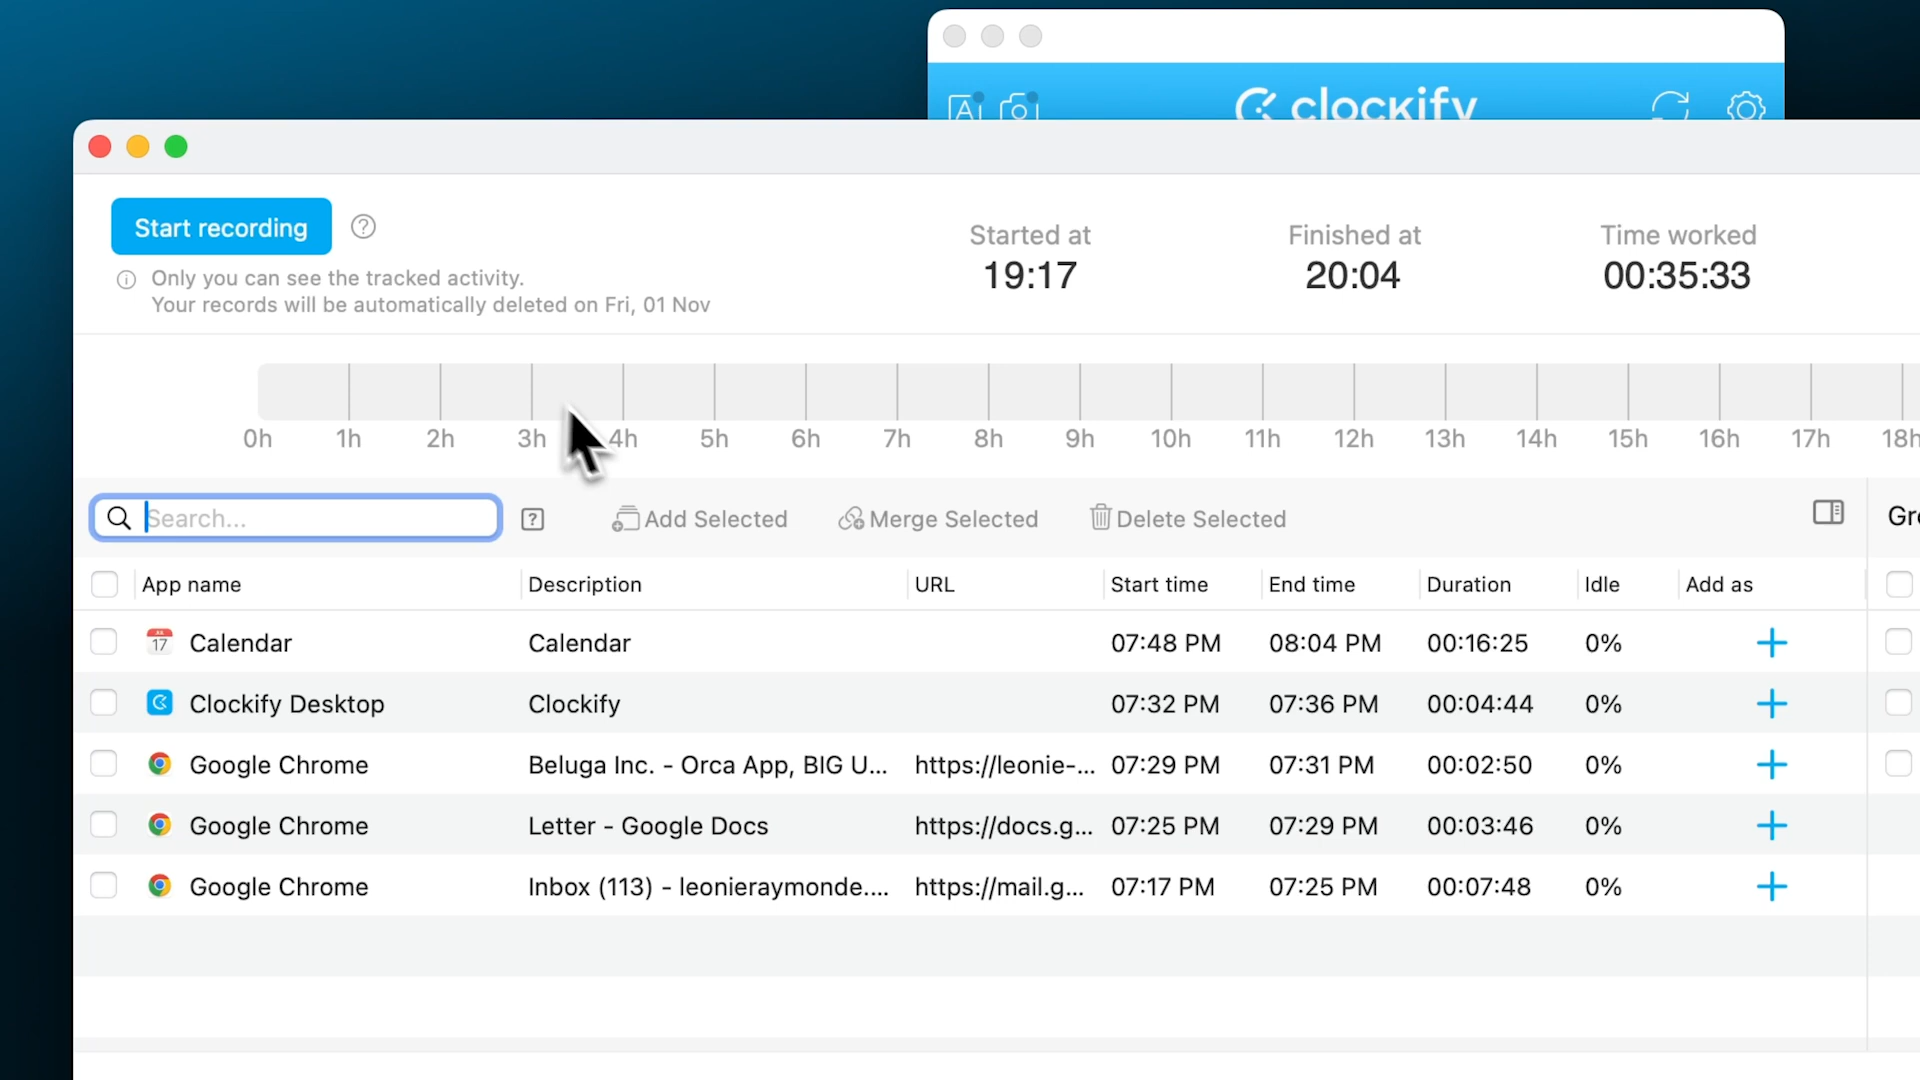 clockify
Start recording
Only you can see the tracked activity.
Your records will be automatically deleted on Fri, 01 Nov
Started at
19:17
Finished at
20:04
Time worked
00:35:33
0h 1h 2h 3h 4h 5h 6h 7h 8h 9h 10h 11h 12h 13h 14h 15h 16h 17h 18h
Search...
?
Add Selected
Merge Selected
Delete Selected
App name Description URL Start time End time Duration Idle Add as
Calendar Calendar 07:48 PM 08:04 PM 00:16:25 0%
Clockify Desktop Clockify 07:32 PM 07:36 PM 00:04:44 0%
Google Chrome Beluga Inc. - Orca App, BIG U... https://leonie-... 07:29 PM 07:31 PM 00:02:50 0%
Google Chrome Letter - Google Docs https://docs.g... 07:25 PM 07:29 PM 00:03:46 0%
Google Chrome Inbox (113) - leonieraymonde.... https://mail.g... 07:17 PM 07:25 PM 00:07:48 0%